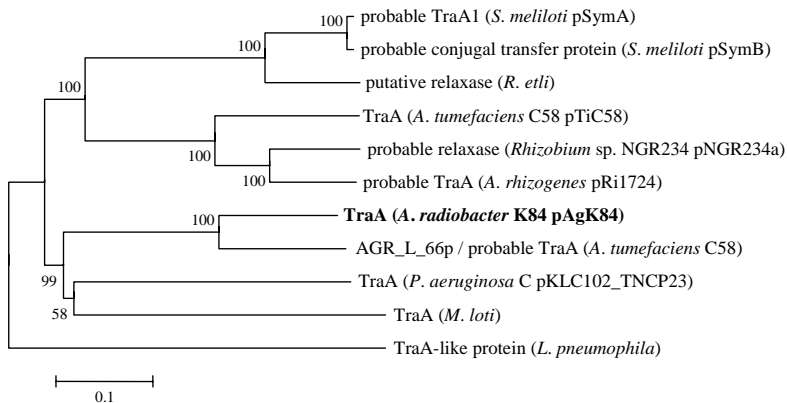 100
probable TraA1 (S. meliloti pSymA)
100
probable conjugal transfer protein (S. meliloti pSymB)
100
putative relaxase (R. etli)
TraA (A. tumefaciens C58 pTiC58)
100
probable relaxase (Rhizobium sp. NGR234 pNGR234a)
100
probable TraA (A. rhizogenes pRi1724)
100
TraA (A. radiobacter K84 pAgK84)
AGR_L_66p / probable TraA (A. tumefaciens C58)
99
TraA (P. aeruginosa C pKLC102_TNCP23)
58
TraA (M. loti)
TraA-like protein (L. pneumophila)
0.1